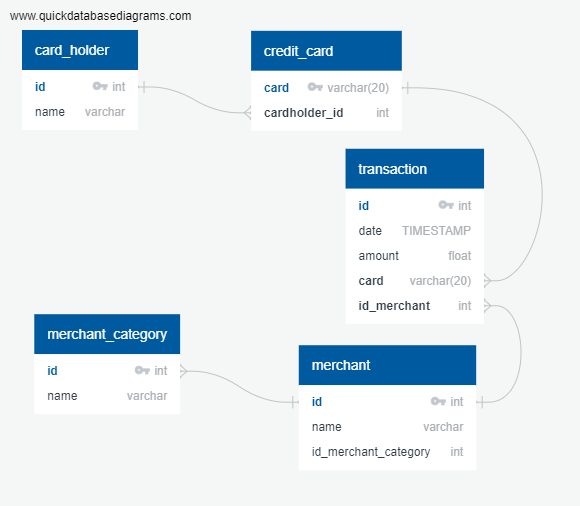 www.quickdatabasediagrams.com
card_holder
id int
name varchar
credit_card
card varchar(20)
cardholder_id int
transaction
id int
date TIMESTAMP
amount float
card varchar(20)
id_merchant int
merchant_category
id int
name varchar
merchant
id int
name varchar
id_merchant_category int